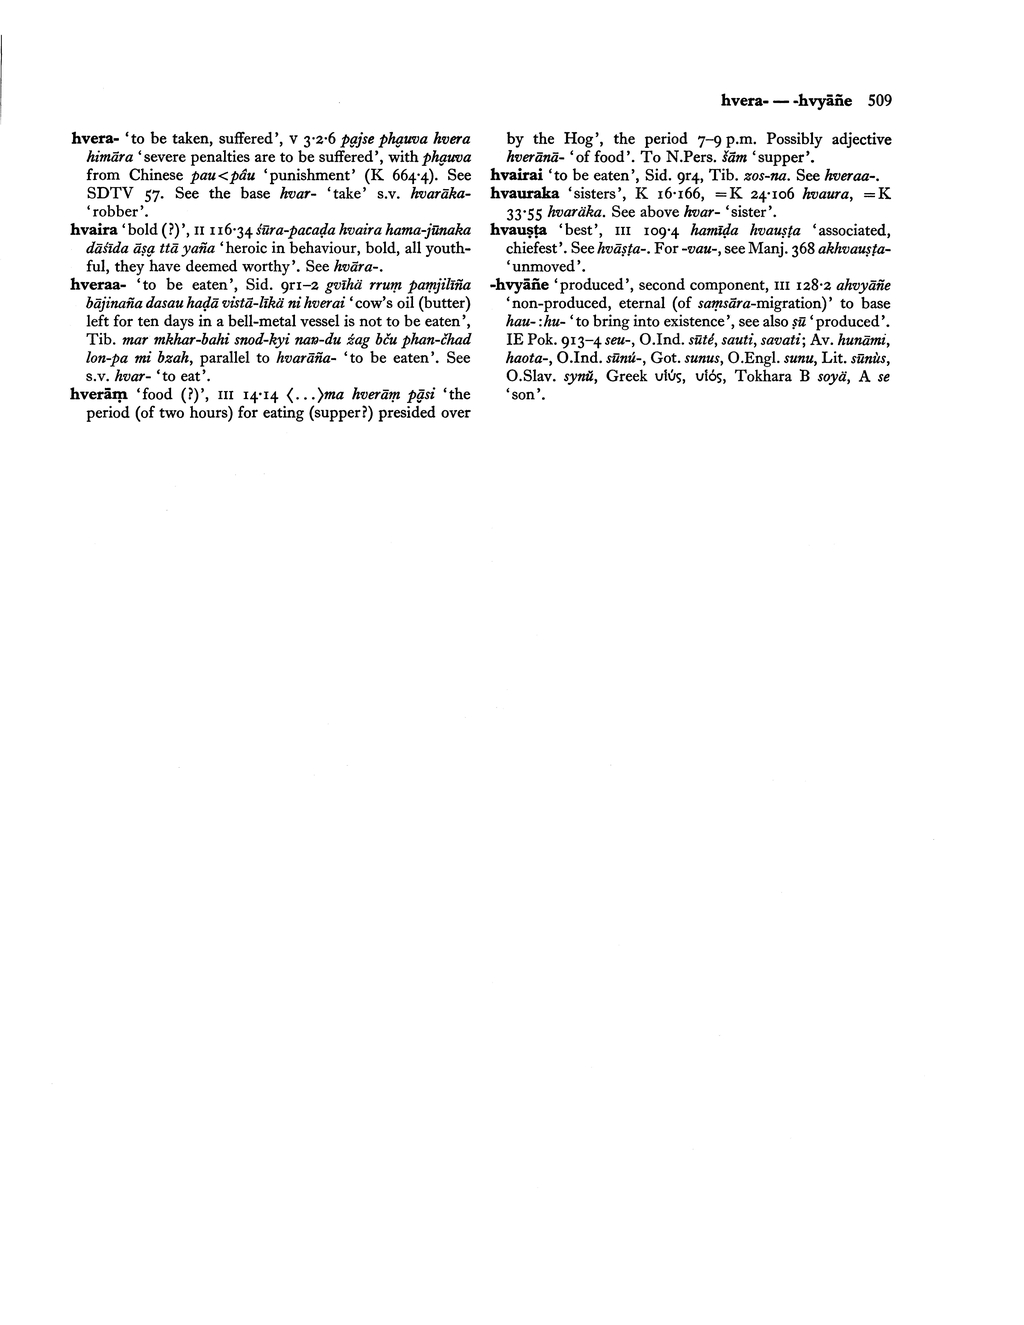 hvera- — -hvyāñe 509
hvera- ‘to be taken, suffered’, v 3·2·6 pa̤jse pha̤uva hvera
himāra ‘severe penalties are to be suffered’, with pha̤uva
from Chinese pau<pâu ‘punishment’ (K 664·4). See
SDTV 57. See the base hvar- ‘take’ s.v. hvarāka-
‘robber’.
hvaira ‘bold (?)’, II 116·34 śūra-pacaḍa hvaira hama-jūnaka
dāśīda āṣa̤ ttā yaña ‘heroic in behaviour, bold, all youth-
ful, they have deemed worthy’. See hvāra-.
hveraa- ‘to be eaten’, Sid. 9r1–2 gvīhä rruṃ paṃjilīña
bājinaña dasau haḍā vistā-līkä ni hverai ‘cow’s oil (butter)
left for ten days in a bell-metal vessel is not to be eaten’,
Tib. mar mkhar-bahi snod-kyi naṅ-du źag bču phan-čhad
lon-pa mi bzah, parallel to hvarāña- ‘to be eaten’. See
s.v. hvar- ‘to eat’.
hverāṃ ‘food (?)’, III 14·14 ⟨...⟩ma hverāṃ pā̤si ‘the
period (of two hours) for eating (supper?) presided over
by the Hog’, the period 7–9 p.m. Possibly adjective
hverānā- ‘of food’. To N.Pers. šām ‘supper’.
hvairai ‘to be eaten’, Sid. 9r4, Tib. zos-na. See hveraa-.
hvauraka ‘sisters’, K 16·166, =K 24·106 hvaura, =K
33·55 hvaräka. See above hvar- ‘sister’.
hvauṣṭa ‘best’, III 109·4 hamīḍa hvauṣṭa ‘associated,
chiefest’. See hvāṣṭa-. For -vau-, see Manj. 368 akhvauṣṭa-
‘unmoved’.
-hvyāñe ‘produced’, second component, III 128·2 ahvyāñe
‘non-produced, eternal (of saṃsāra-migration)’ to base
hau- :hu- ‘to bring into existence’, see also ṣū ‘produced’.
IE Pok. 913–4 seu-, O.Ind. sūté, sauti, savati; Av. hunāmi,
haota-, O.Ind. sūnú-, Got. sunus, O.Engl. sunu, Lit. sūnùs,
O.Slav. synŭ, Greek υἱύς, υἱός, Tokhara B soyä, A se
‘son’.